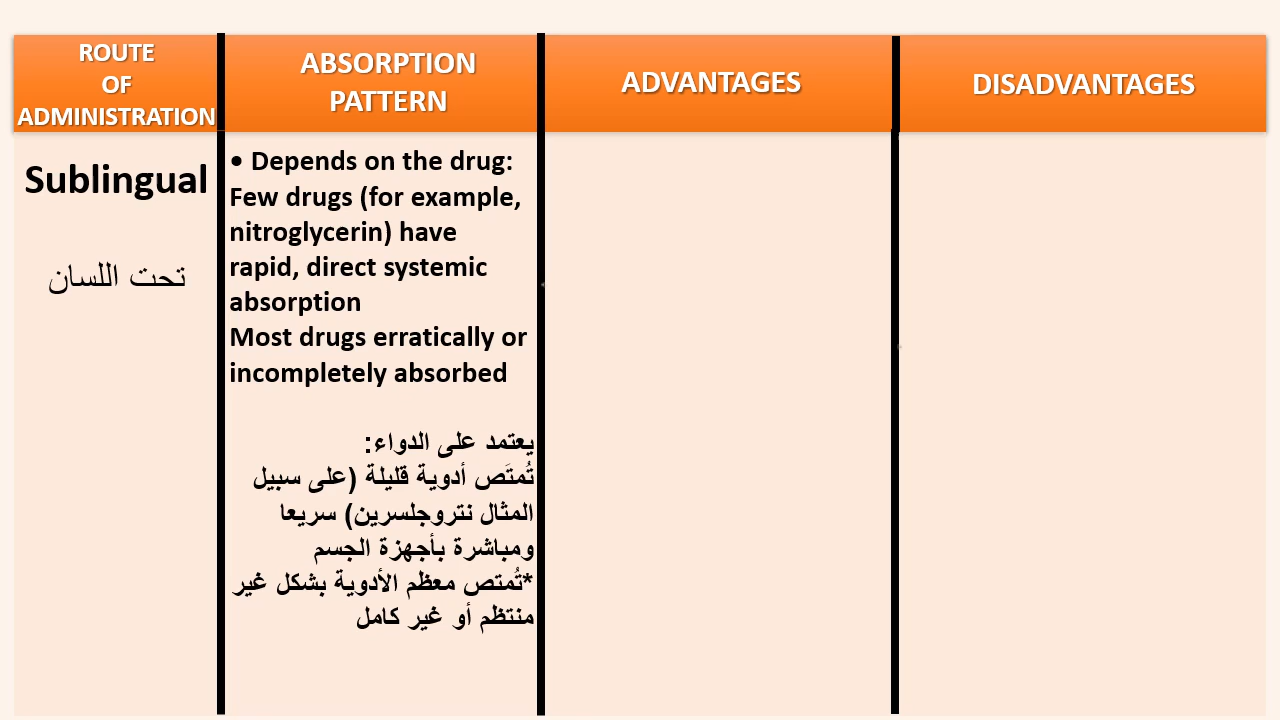 ROUTE
OF
ADMINISTRATION
ABSORPTION
PATTERN
ADVANTAGES
DISADVANTAGES
Sublingual
تحت اللسان
• Depends on the drug:
Few drugs (for example,
nitroglycerin) have
rapid, direct systemic
absorption
Most drugs erratically or
incompletely absorbed
يعتمد على الدواء:
تُمتَص أدوية قليلة (على سبيل
المثال نتروجلسرين) سريعا
ومباشرة بأجهزة الجسم
*تُمتص معظم الأدوية بشكل غير
منتظم أو غير كامل